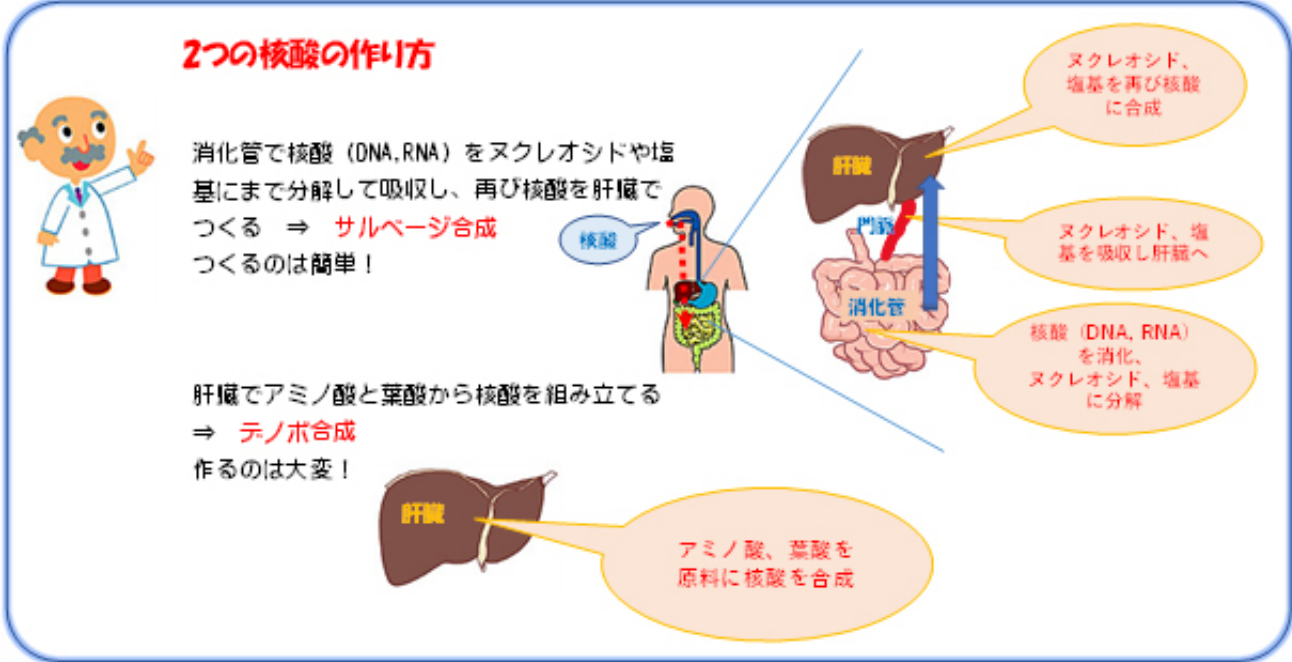 2つの核酸の作り方
消化管で核酸（DNA,RNA）をヌクレオシドや塩
基にまで分解して吸収し、再び核酸を肝臓で
つくる　⇒　サルベージ合成
つくるのは簡単！
核酸
肝臓でアミノ酸と葉酸から核酸を組み立てる
⇒　デノボ合成
作るのは大変！
肝臓
アミノ酸、葉酸を
原料に核酸を合成
ヌクレオシド、
塩基を再び核酸
に合成
肝臓
門脈
ヌクレオシド、塩
基を吸収し肝臓へ
消化管
核酸（DNA, RNA）
を消化、
ヌクレオシド、塩基
に分解